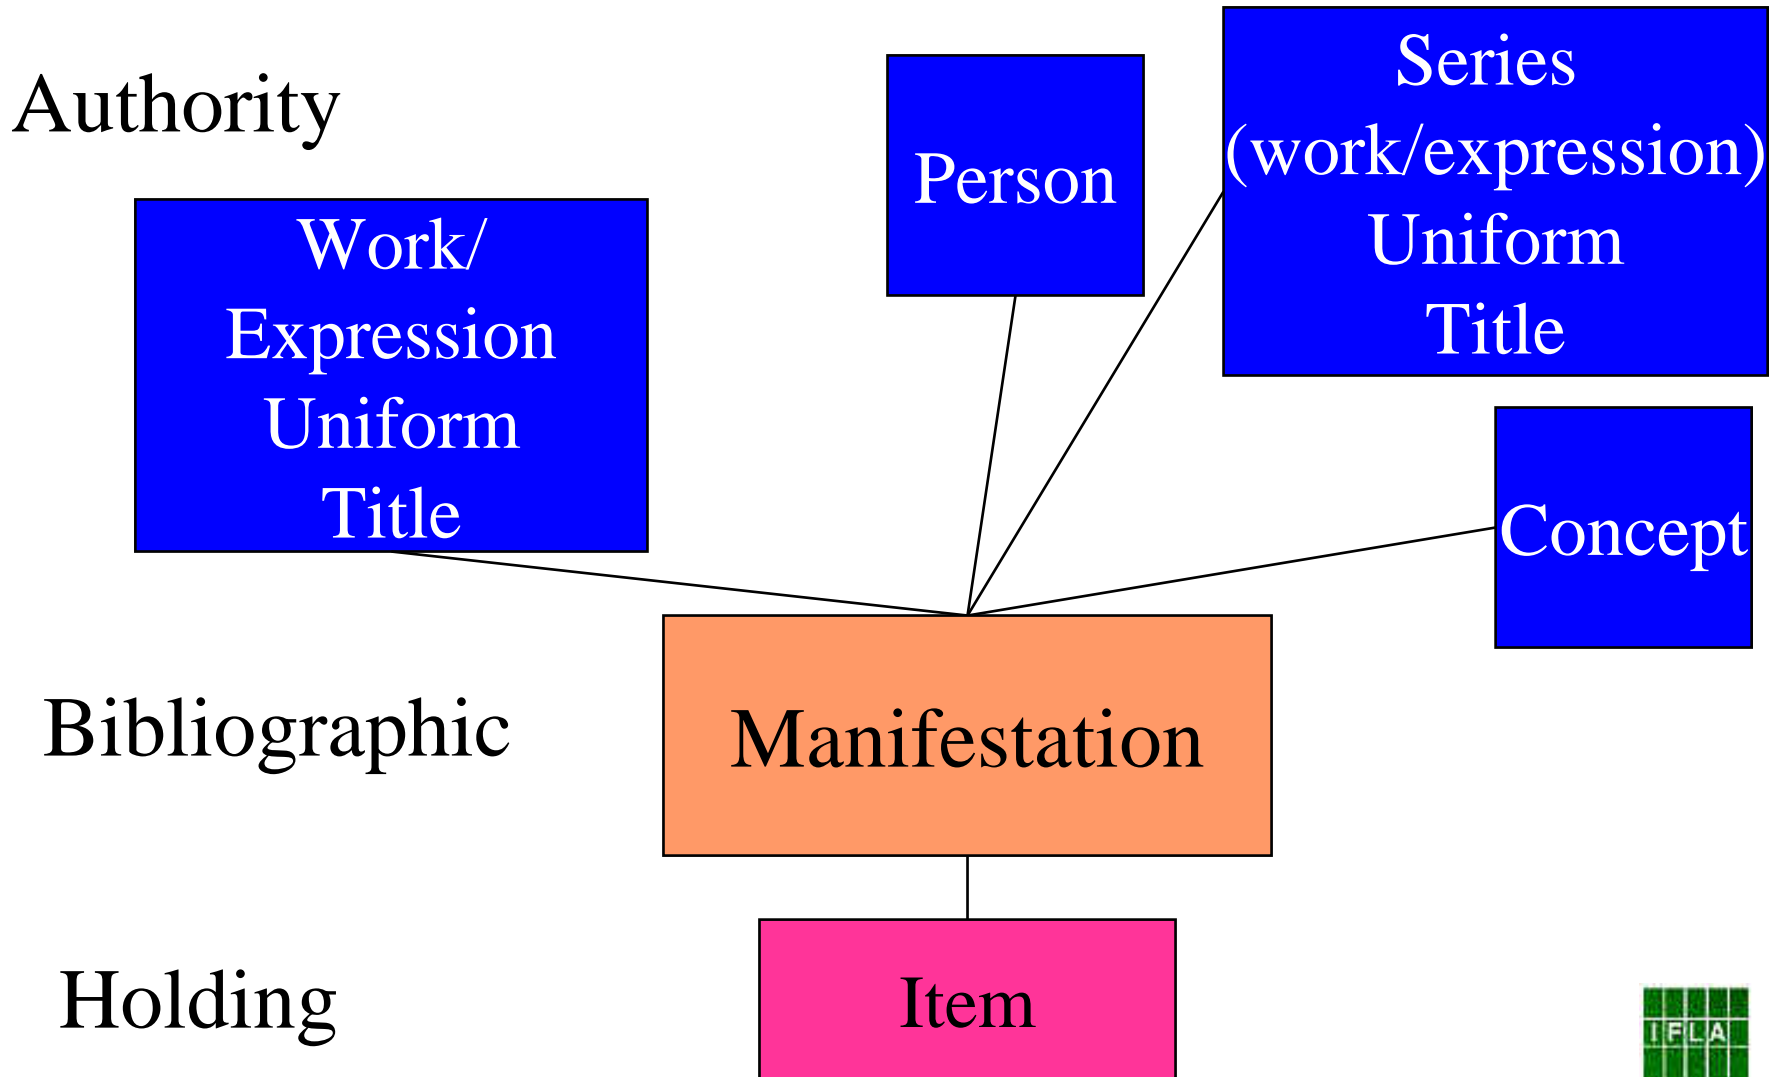 Authority
Work/
Expression
Uniform
Title
Person
Series
(work/expression)
Uniform
Title
Concept
Bibliographic
Manifestation
Holding
Item
IFLA